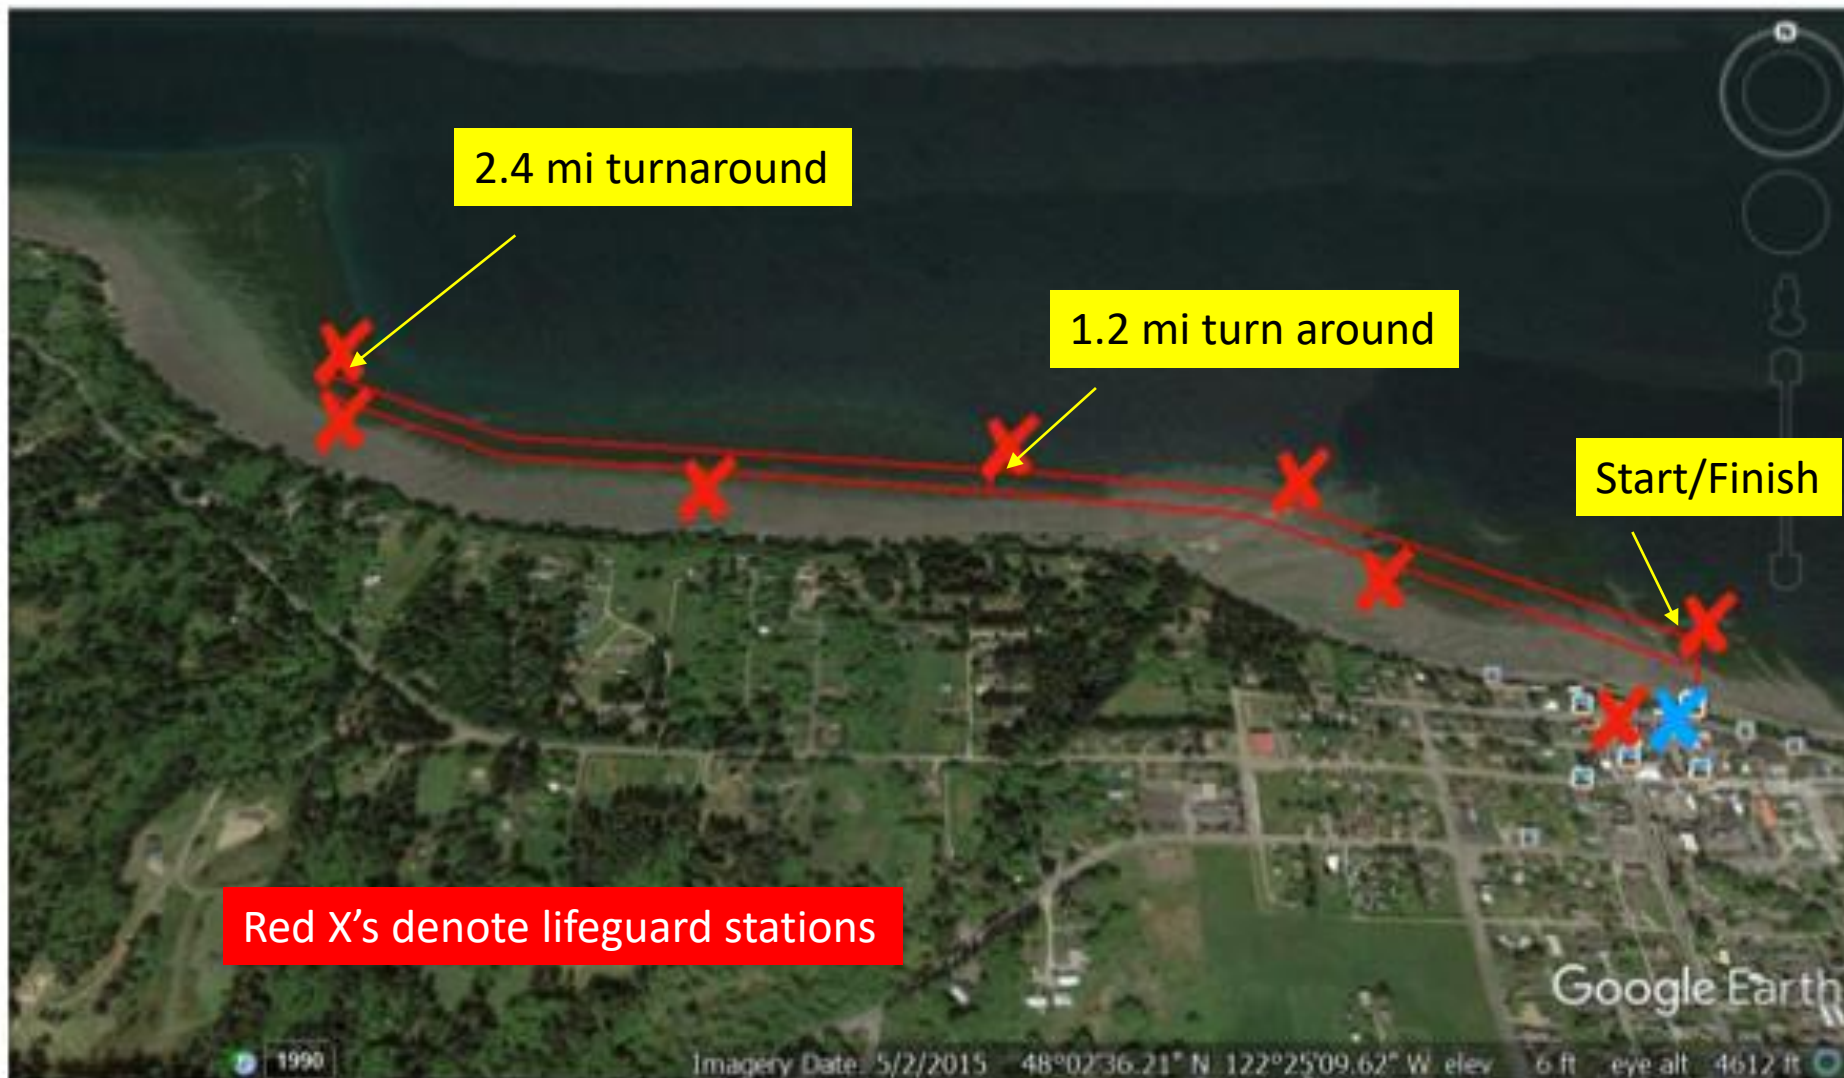 N
2.4 mi turnaround
1.2 mi turn around
Start/Finish
Red X’s denote lifeguard stations
Google Earth
1990
Imagery Date: 5/2/2015 48°02'36.21" N 122°25'09.62" W elev 6 ft eye alt 4612 ft